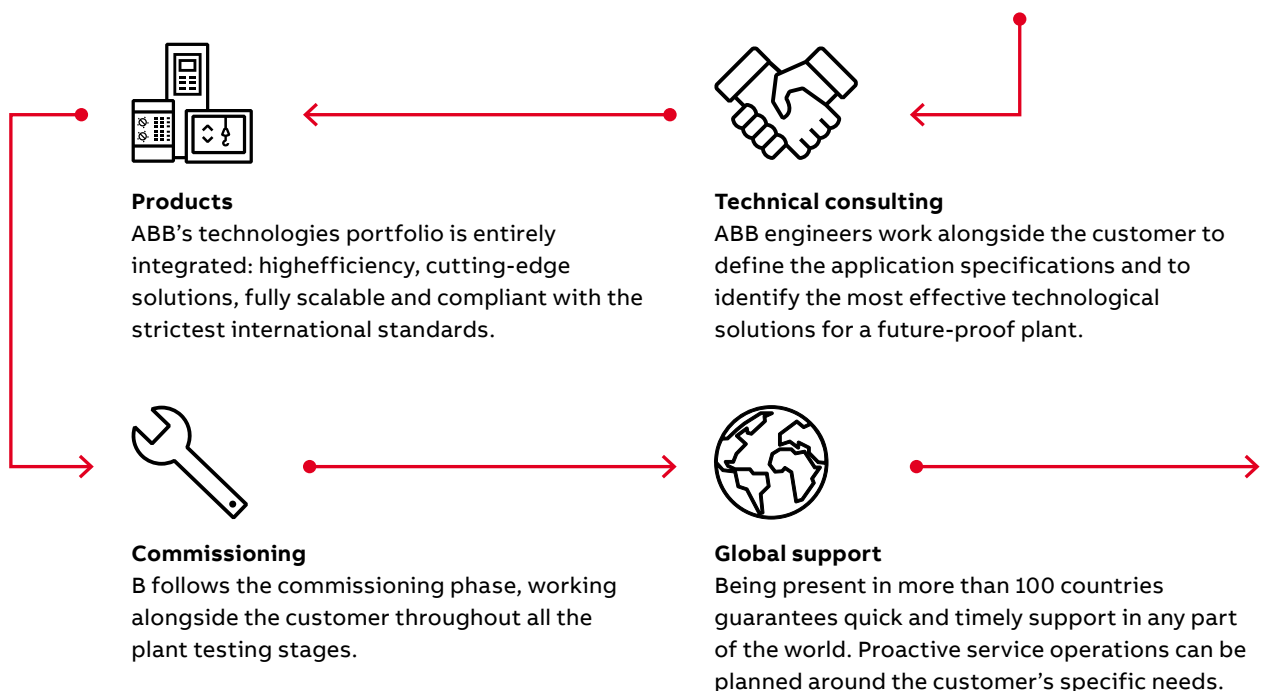 Products
ABB’s technologies portfolio is entirely
integrated: highefficiency, cutting-edge
solutions, fully scalable and compliant with the
strictest international standards.
Technical consulting
ABB engineers work alongside the customer to
define the application specifications and to
identify the most effective technological
solutions for a future-proof plant.
Commissioning
B follows the commissioning phase, working
alongside the customer throughout all the
plant testing stages.
Global support
Being present in more than 100 countries
guarantees quick and timely support in any part
of the world. Proactive service operations can be
planned around the customer’s specific needs.